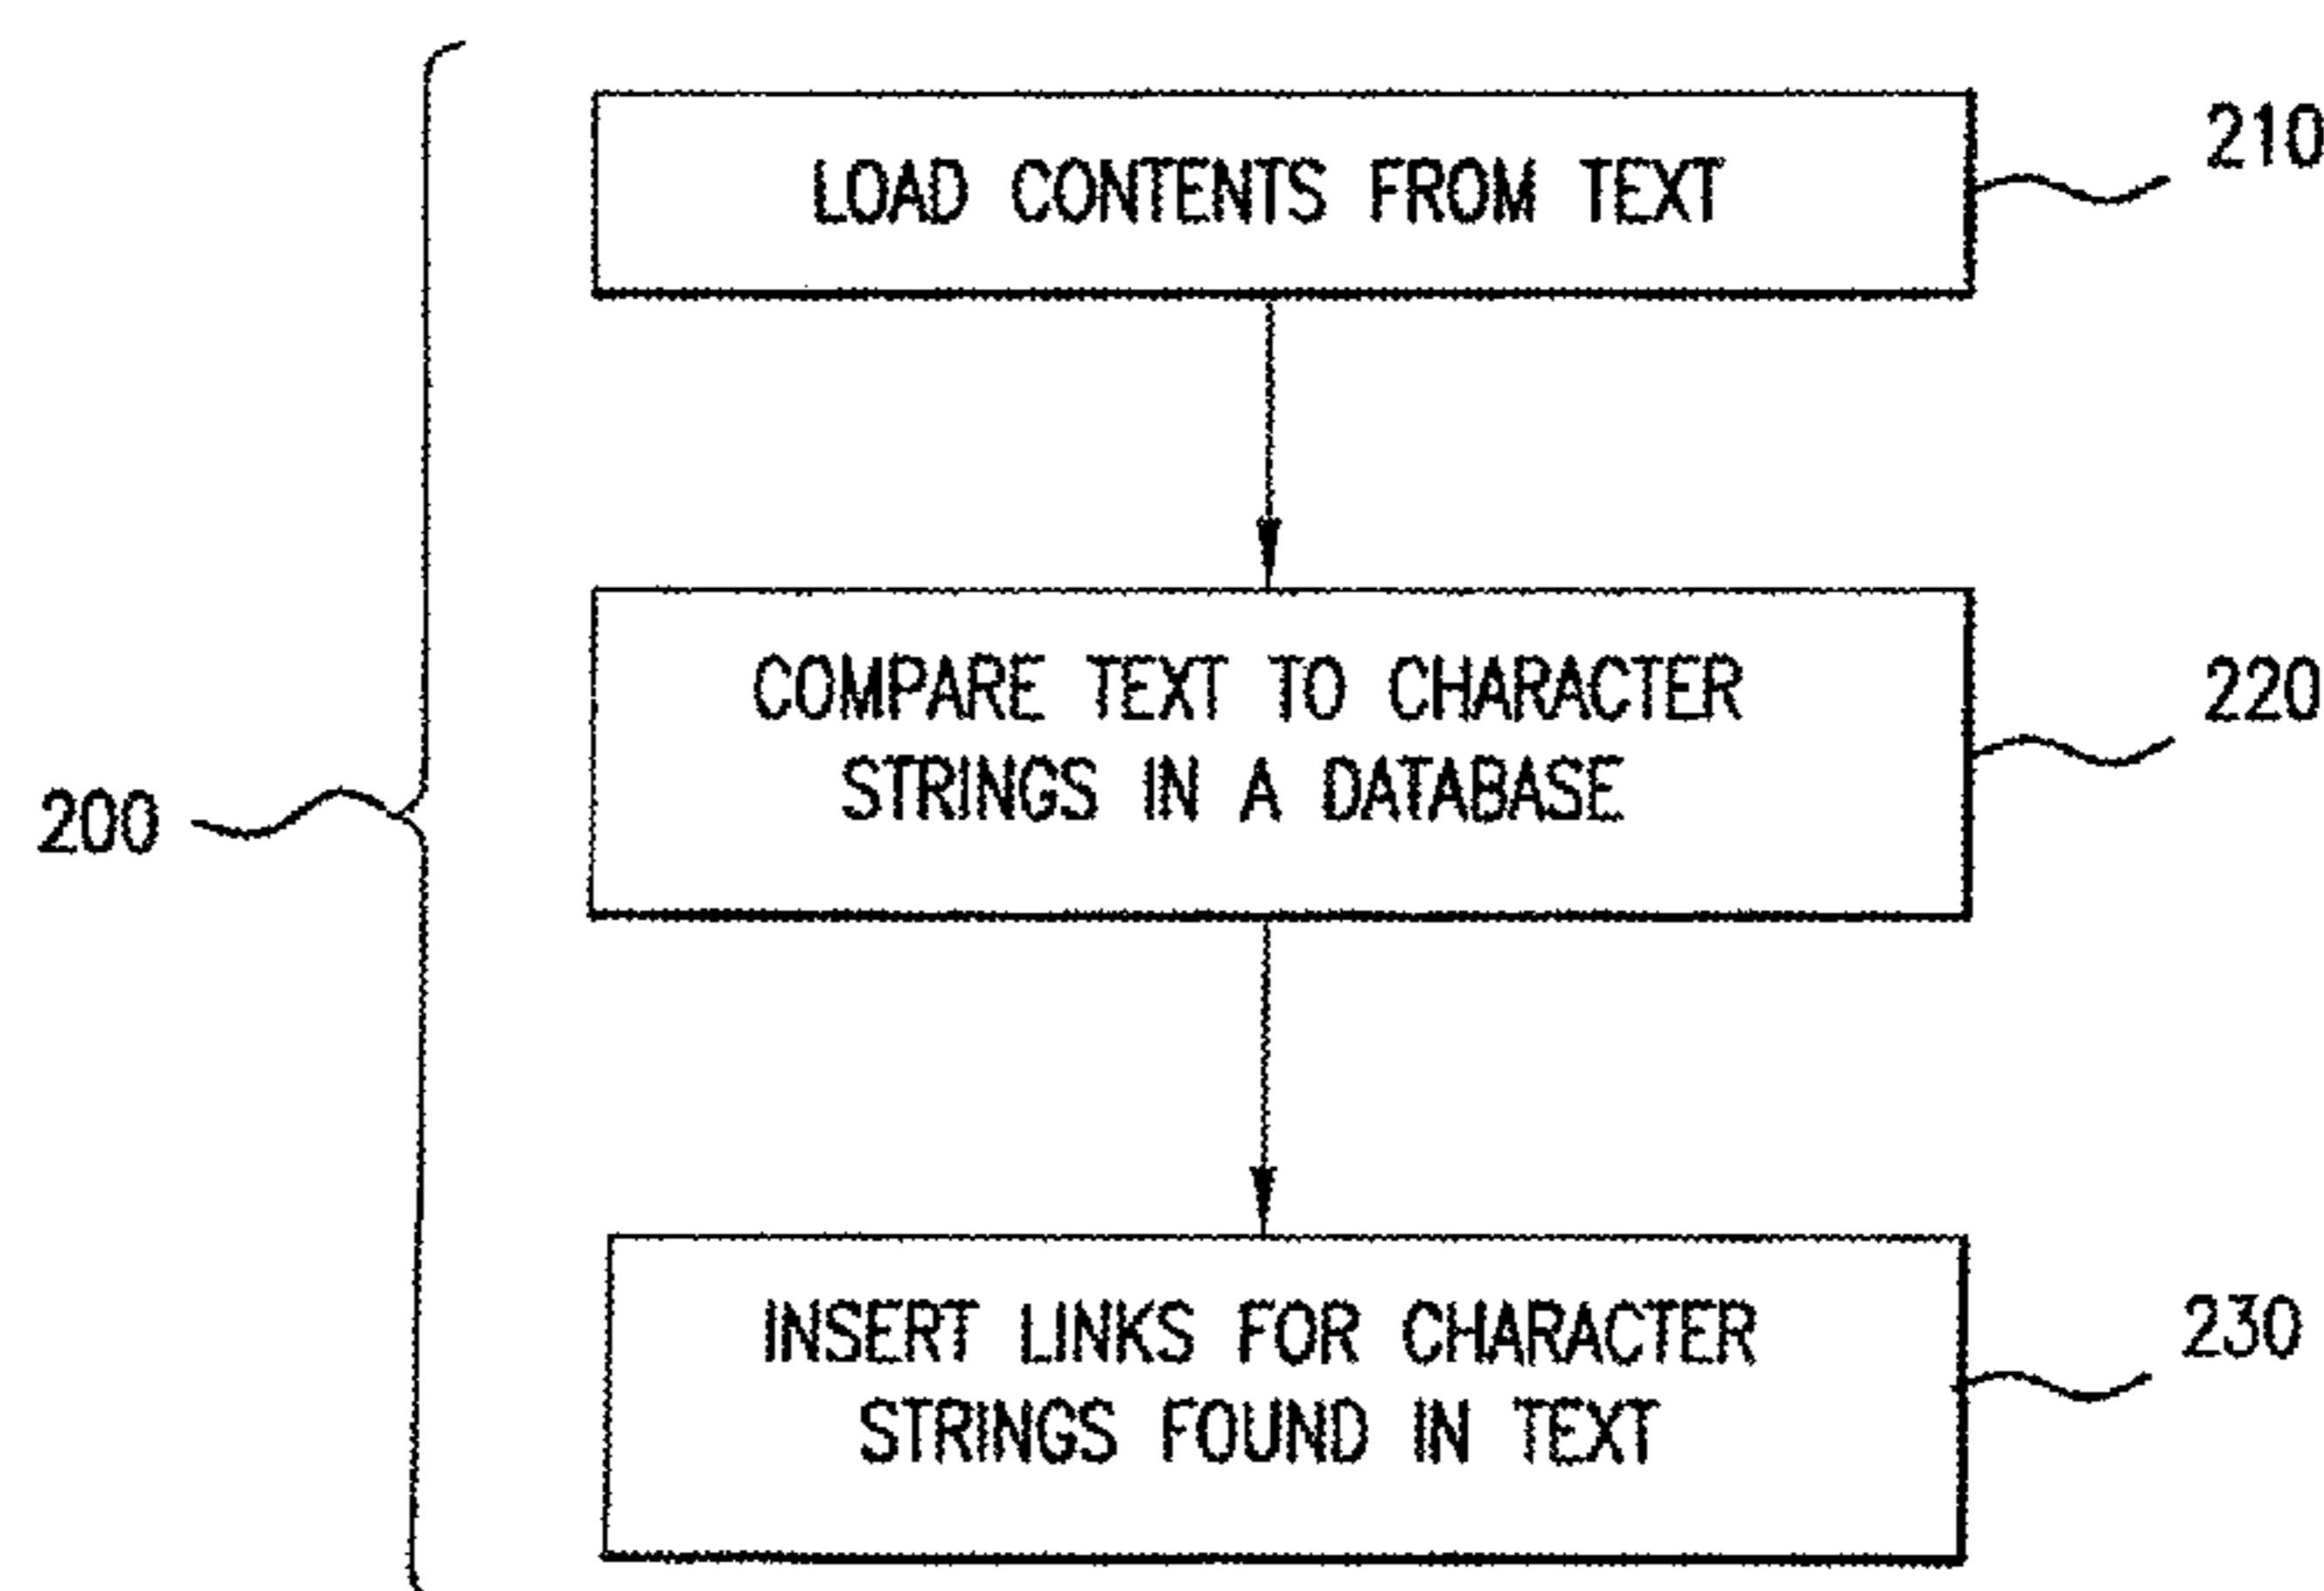 LOAD CONTENTS FROM TEXT
210
COMPARE TEXT TO CHARACTER
STRINGS IN A DATABASE
220
200
INSERT LINKS FOR CHARACTER
STRINGS FOUND IN TEXT
230